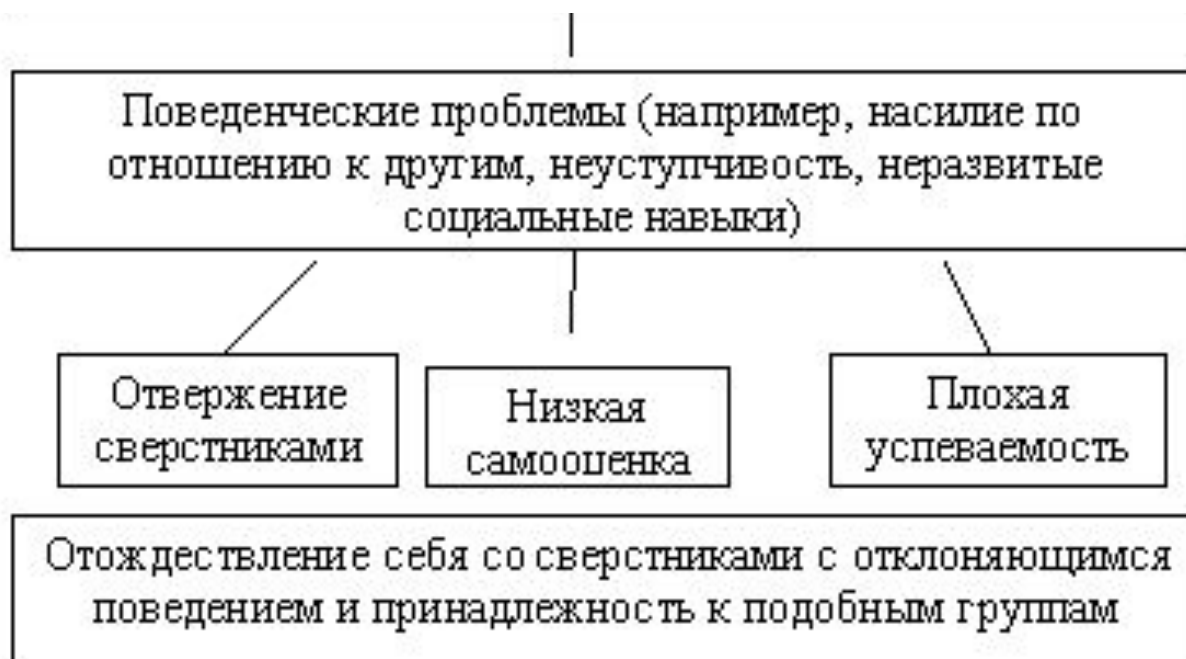 Поведенческие проблемы (например, насилие по
отношению к другим, неуступчивость, неразвитые
социальные навыки)
Отвержение
сверстниками
Низкая
самооценка
Плохая
успеваемость
Отождествление себя со сверстниками с отклоняющимся
поведением и принадлежность к подобным группам